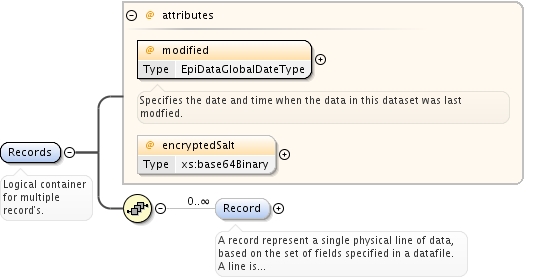 @ attributes
@ modified
Type EpiDataGlobalDateType
Specifies the date and time when the data in this dataset was last
modfied.
@ encryptedSalt
Type xs:base64Binary
Records
Logical container
for multiple
record's.
0..∞
Record
A record represent a single physical line of data,
based on the set of fields specified in a datafile.
A line is...